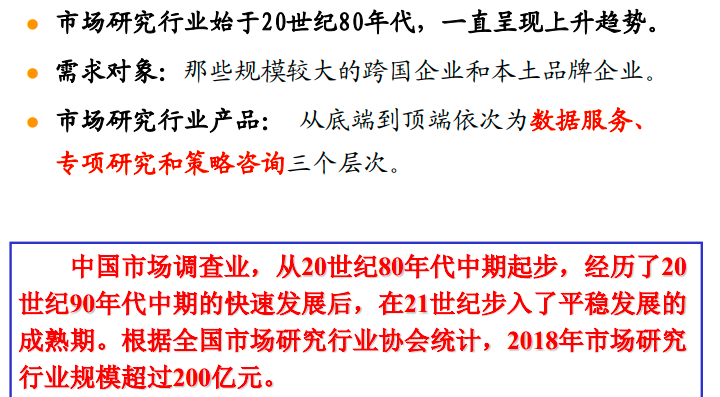 市场研究行业始于20世纪80年代，一直呈现上升趋势。
需求对象：那些规模较大的跨国企业和本土品牌企业。
市场研究行业产品： 从底端到顶端依次为数据服务、
专项研究和策略咨询三个层次。
中国市场调查业，从20世纪80年代中期起步，经历了20
世纪90年代中期的快速发展后，在21世纪步入了平稳发展的
成熟期。根据全国市场研究行业协会统计，2018年市场研究
行业规模超过200亿元。